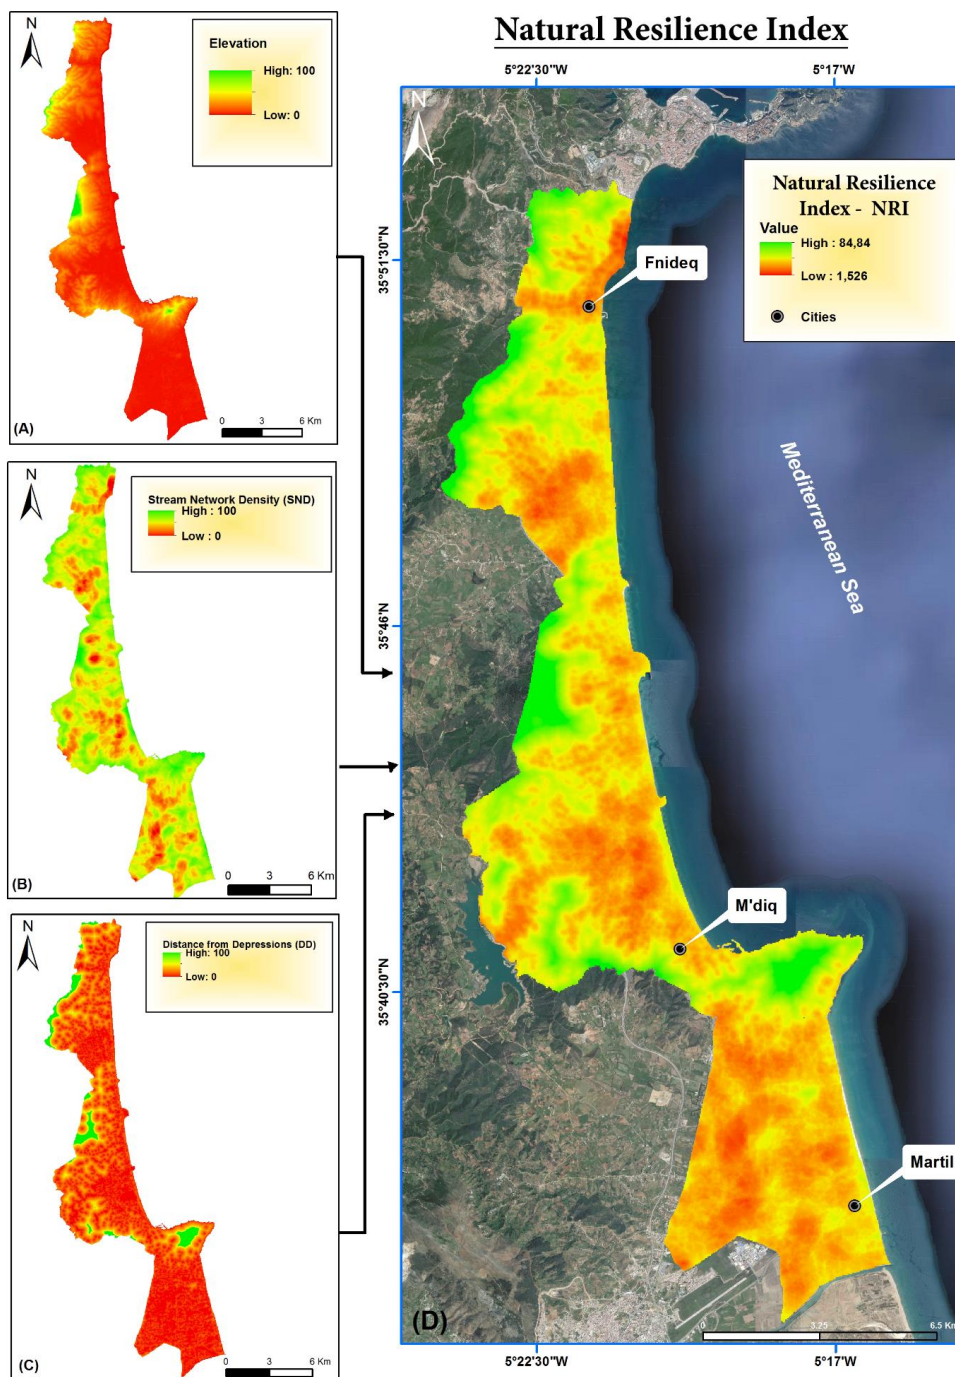 Natural Resilience Index
N
Elevation
High: 100
Low: 0
0 3 6 Km
(A)
N
Stream Network Density (SND)
High : 100
Low : 0
0 3 6 Km
(B)
N
Distance from Depressions (DD)
High: 100
Low: 0
0 3 6 Km
(C)
5°22'30"W 5°17'W
N
Natural Resilience
Index - NRI
Value
High : 84,84
Low : 1,526
Cities
35°51'30"N
Fnideq
Mediterranean Sea
35°46'N
M'diq
35°40'30"N
Martil
(D)
0 3.25 6.5 Km
5°22'30"W 5°17'W